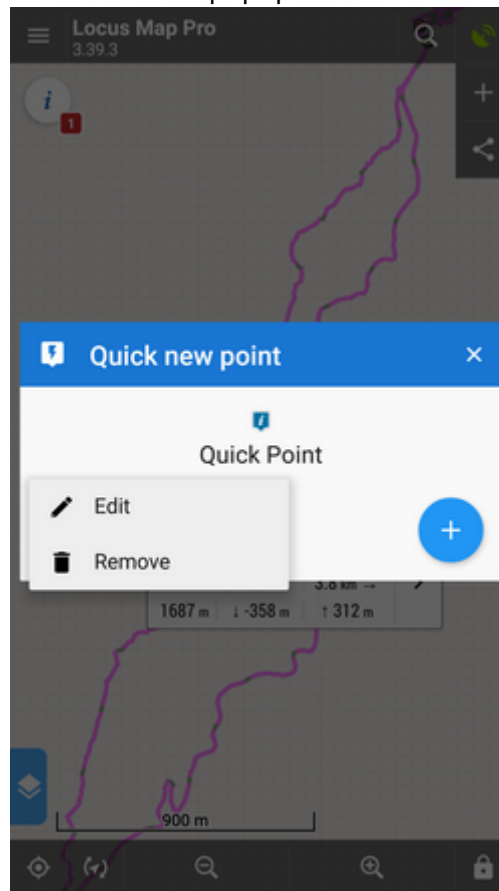 Locus Map Pro
3.39.3
i
1
Quick new point
Quick Point
Edit
Remove
3.8 km →
1687 m ↓ -358 m ↑ 312 m
900 m